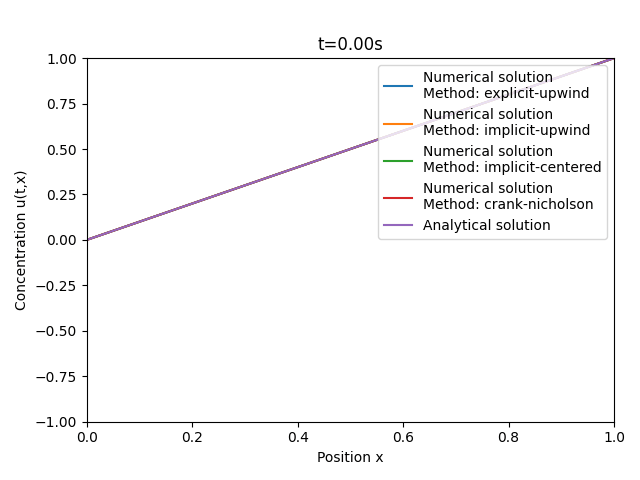 t=0.00s
1.00
0.75
0.50
0.25
0.00
−0.25
−0.50
−0.75
−1.00
Concentration u(t,x)
Numerical solution
Method: explicit-upwind
Numerical solution
Method: implicit-upwind
Numerical solution
Method: implicit-centered
Numerical solution
Method: crank-nicholson
Analytical solution
0.0 0.2 0.4 0.6 0.8 1.0
Position x